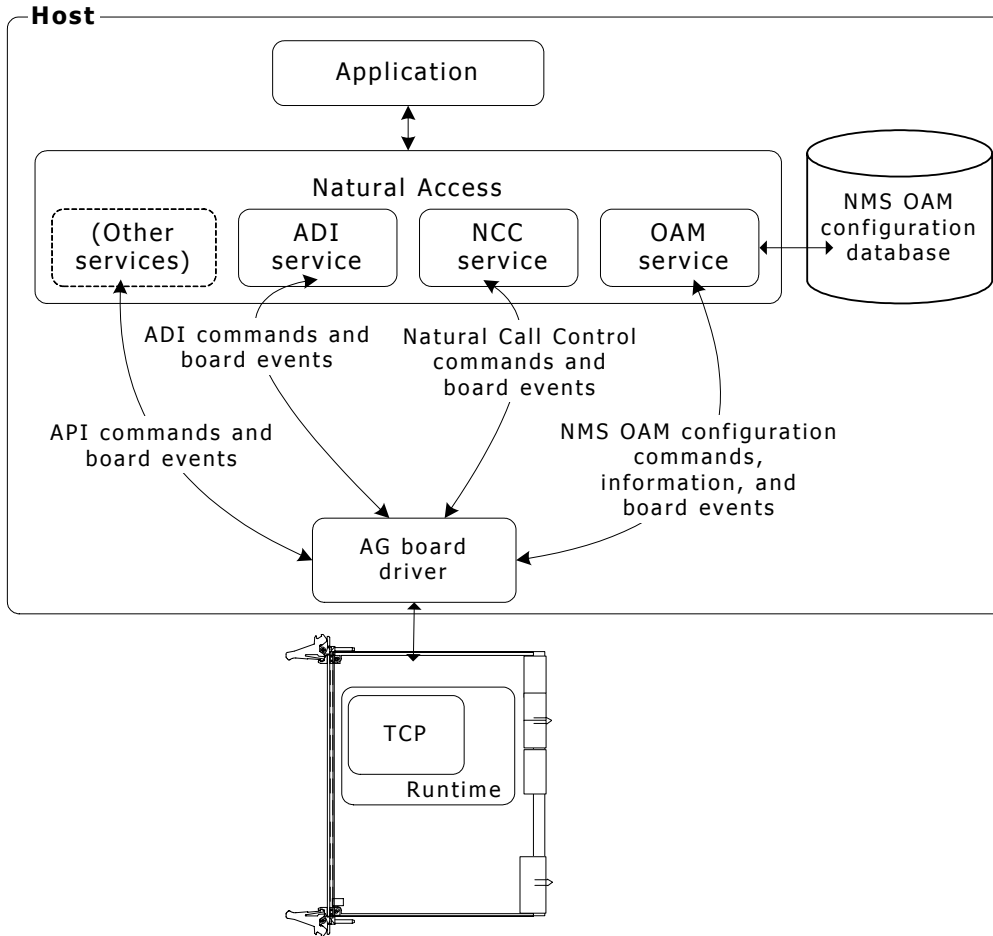 Host
Application
Natural Access
(Other
services)
ADI
service
NCC
service
OAM
service
NMS OAM
configuration
database
ADI commands and
board events
Natural Call Control
commands and
board events
API commands and
board events
NMS OAM configuration
commands,
information, and
board events
AG board
driver
TCP
Runtime